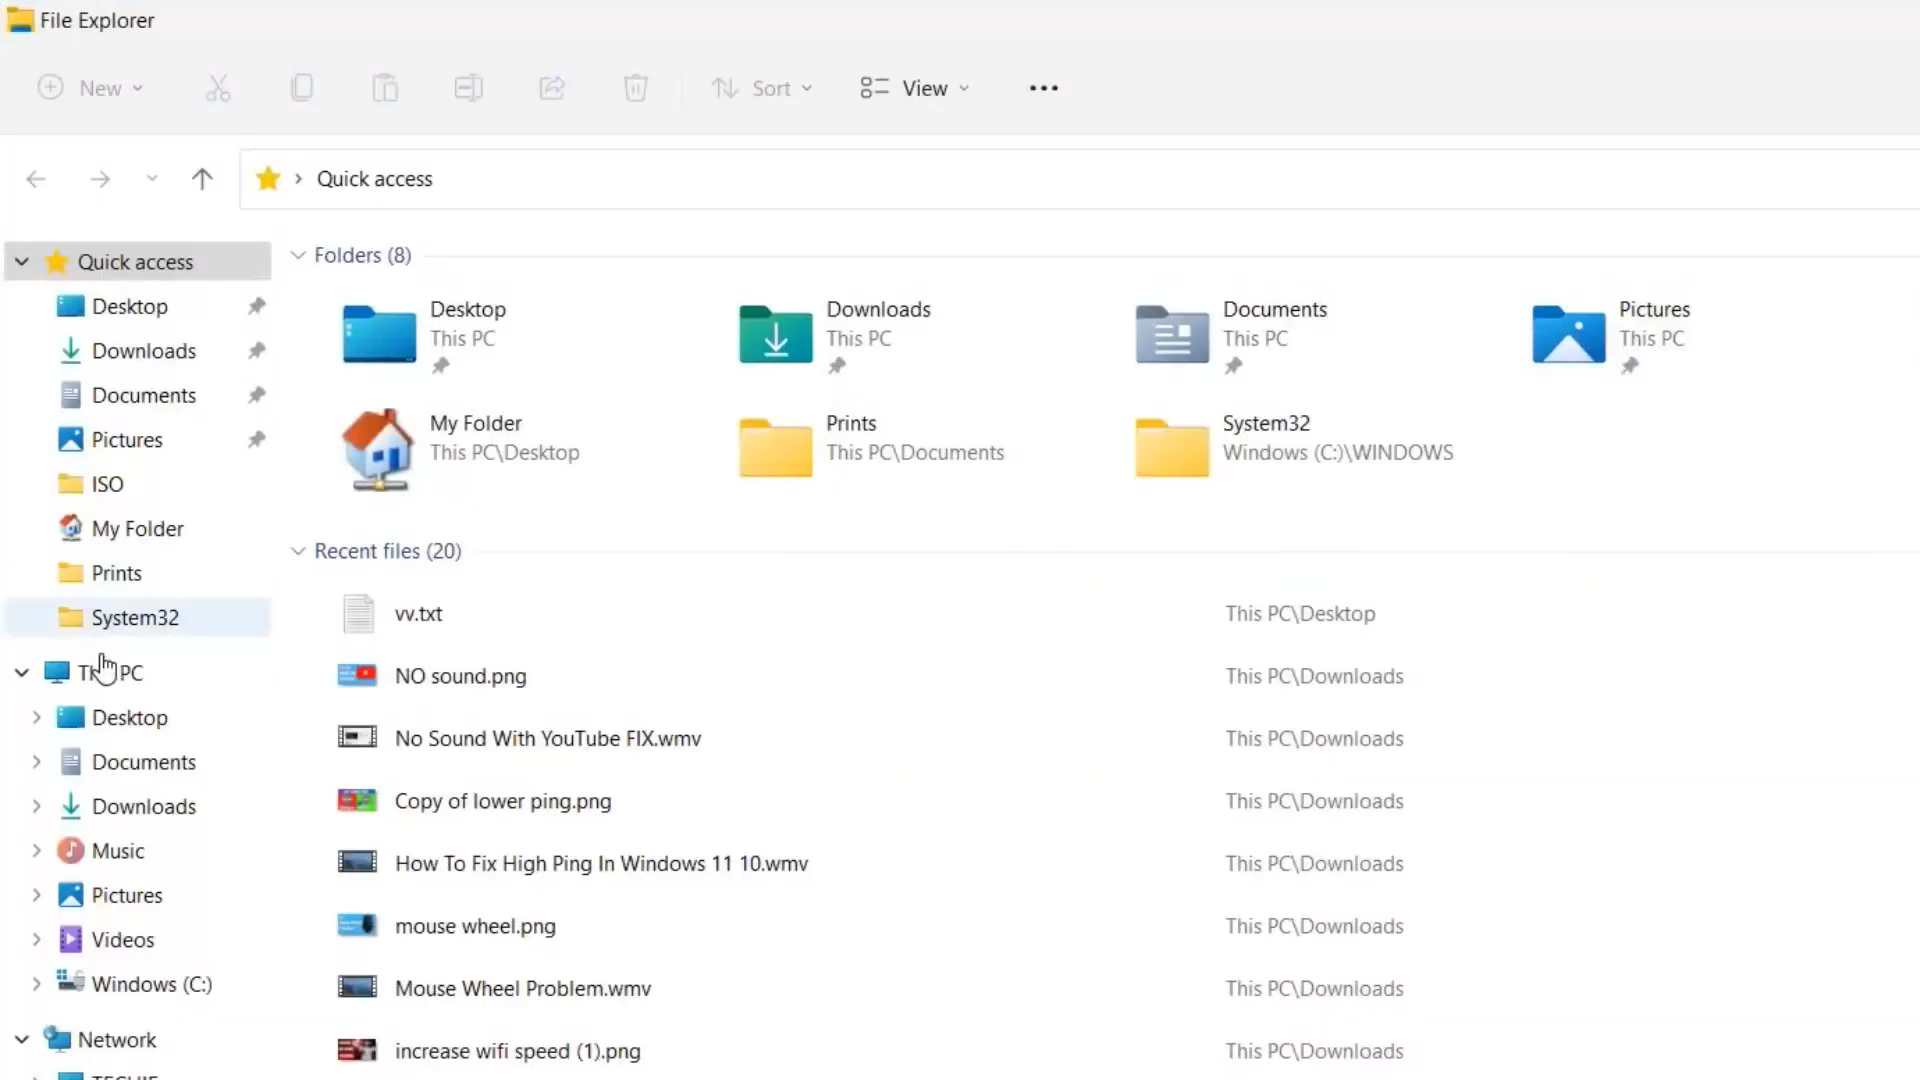 File Explorer
New
Sort
View
Quick access
Quick access
Desktop
Downloads
Documents
Pictures
ISO
My Folder
Prints
System32
This PC
Desktop
Documents
Downloads
Music
Pictures
Videos
Windows (C:)
Network
Folders (8)
Desktop
This PC
Downloads
This PC
Documents
This PC
Pictures
This PC
My Folder
This PC\Desktop
Prints
This PC\Documents
System32
Windows (C:)\WINDOWS
Recent files (20)
vv.txt This PC\Desktop
NO sound.png This PC\Downloads
No Sound With YouTube FIX.wmv This PC\Downloads
Copy of lower ping.png This PC\Downloads
How To Fix High Ping In Windows 11 10.wmv This PC\Downloads
mouse wheel.png This PC\Downloads
Mouse Wheel Problem.wmv This PC\Downloads
increase wifi speed (1).png This PC\Downloads